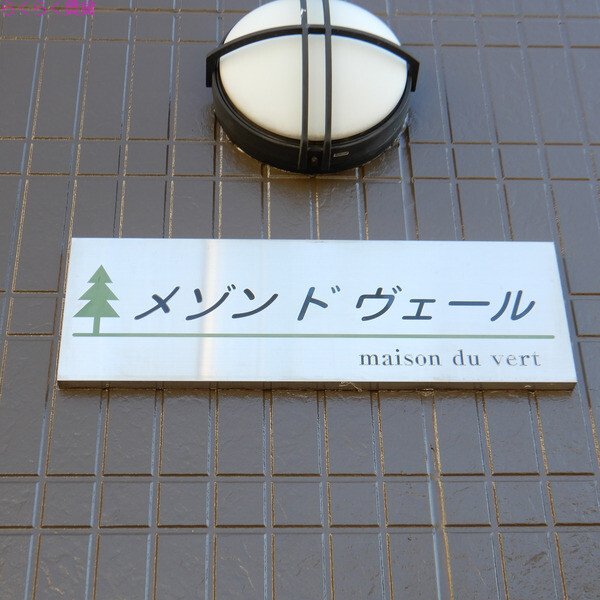 メゾン ド ヴェール
maison du vert